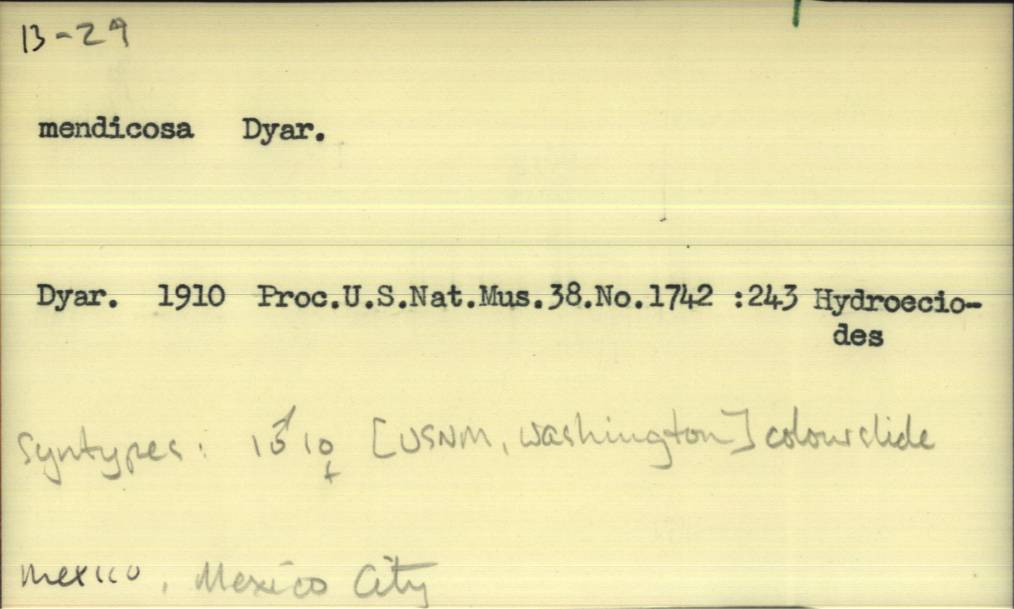 13-29
mendicosa Dyar.
Dyar. 1910 Proc.U.S.Nat.Mus.38.No.1742 :243 Hydroecio-
des
Syntypes: 1♂ 1♀ [USNM, Washington] colour slide
Mexico, Mexico City